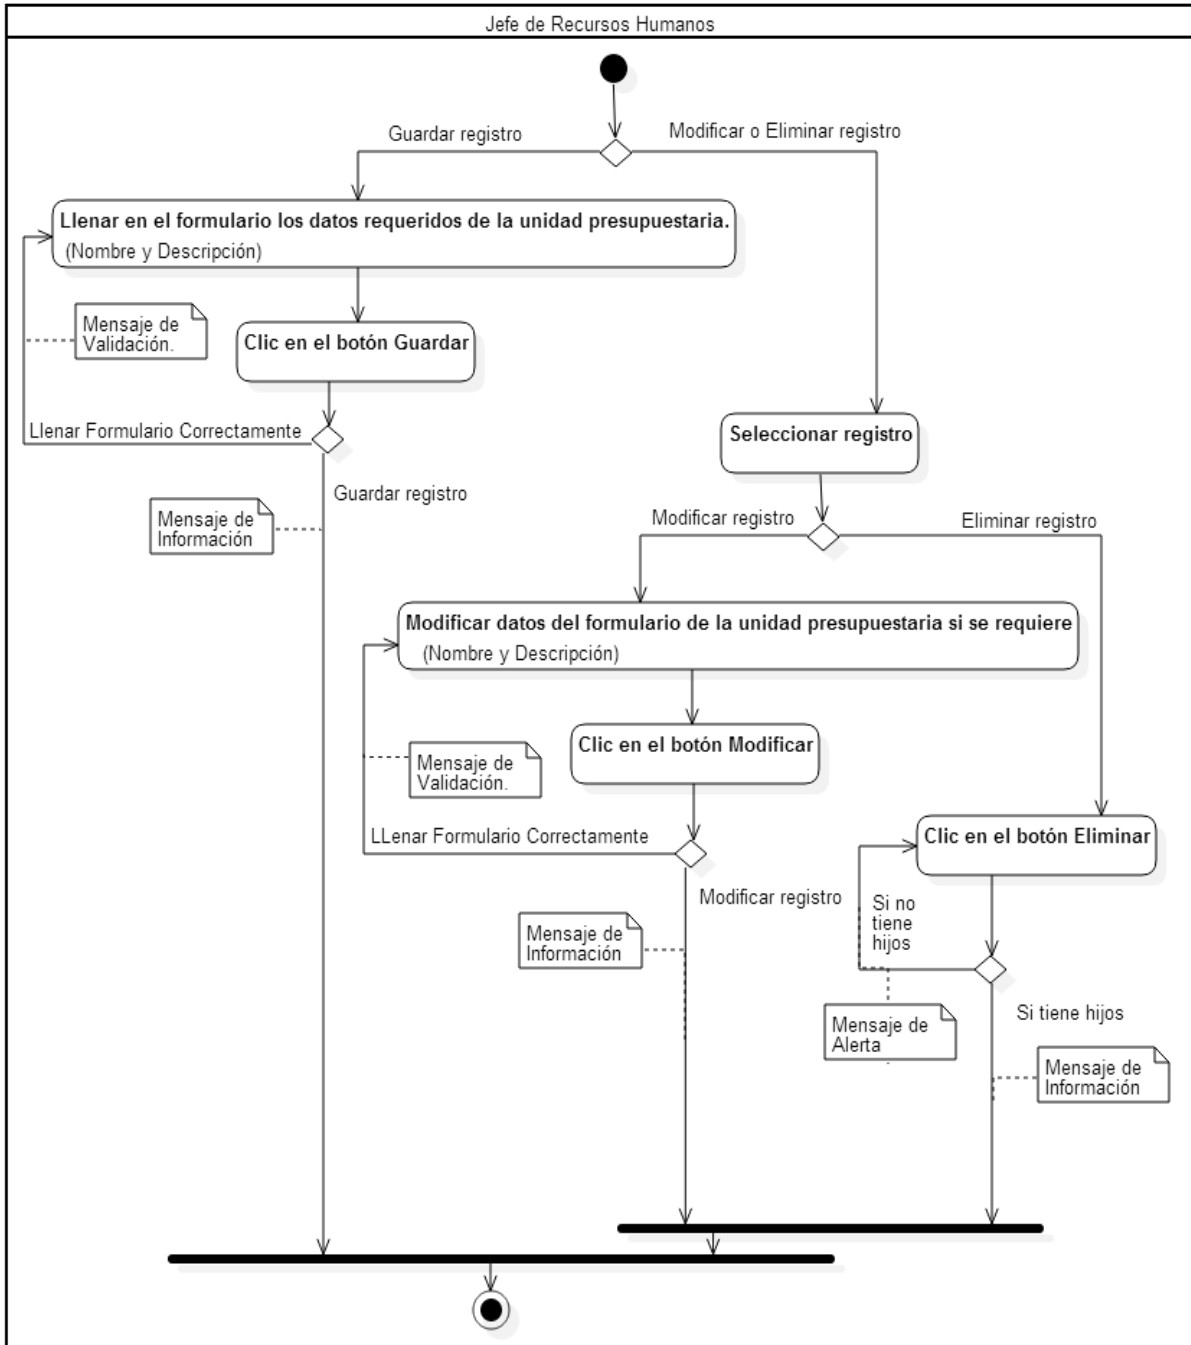 Jefe de Recursos Humanos
Guardar registro
Modificar o Eliminar registro
Llenar en el formulario los datos requeridos de la unidad presupuestaria.
(Nombre y Descripción)
Mensaje de
Validación.
Clic en el botón Guardar
Llenar Formulario Correctamente
Seleccionar registro
Guardar registro
Mensaje de
Información
Modificar registro
Eliminar registro
Modificar datos del formulario de la unidad presupuestaria si se requiere
(Nombre y Descripción)
Clic en el botón Modificar
Mensaje de
Validación.
LLenar Formulario Correctamente
Clic en el botón Eliminar
Modificar registro
Si no
tiene
hijos
Mensaje de
Información
Si tiene hijos
Mensaje de
Alerta
Mensaje de
Información